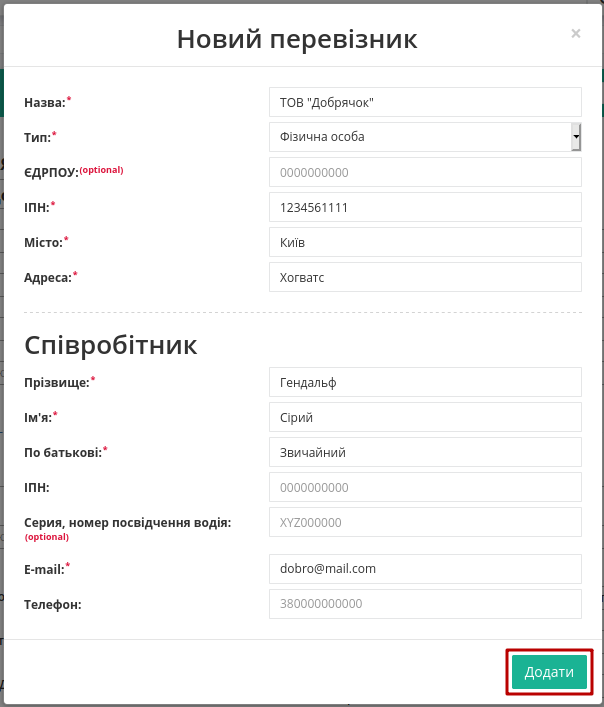 Новий перевізник
×
Назва:* ТОВ "Добрячок"
Тип:* Фізична особа
ЄДРПОУ:(optional) 0000000000
ІПН:* 1234561111
Місто:* Київ
Адреса:* Хогватс
Співробітник
Прізвище:* Гендальф
Ім'я:* Сірий
По батькові:* Звичайний
ІПН: 0000000000
Серия, номер посвідчення водія: XYZ000000
(optional)
E-mail:* dobro@mail.com
Телефон: 380000000000
Додати